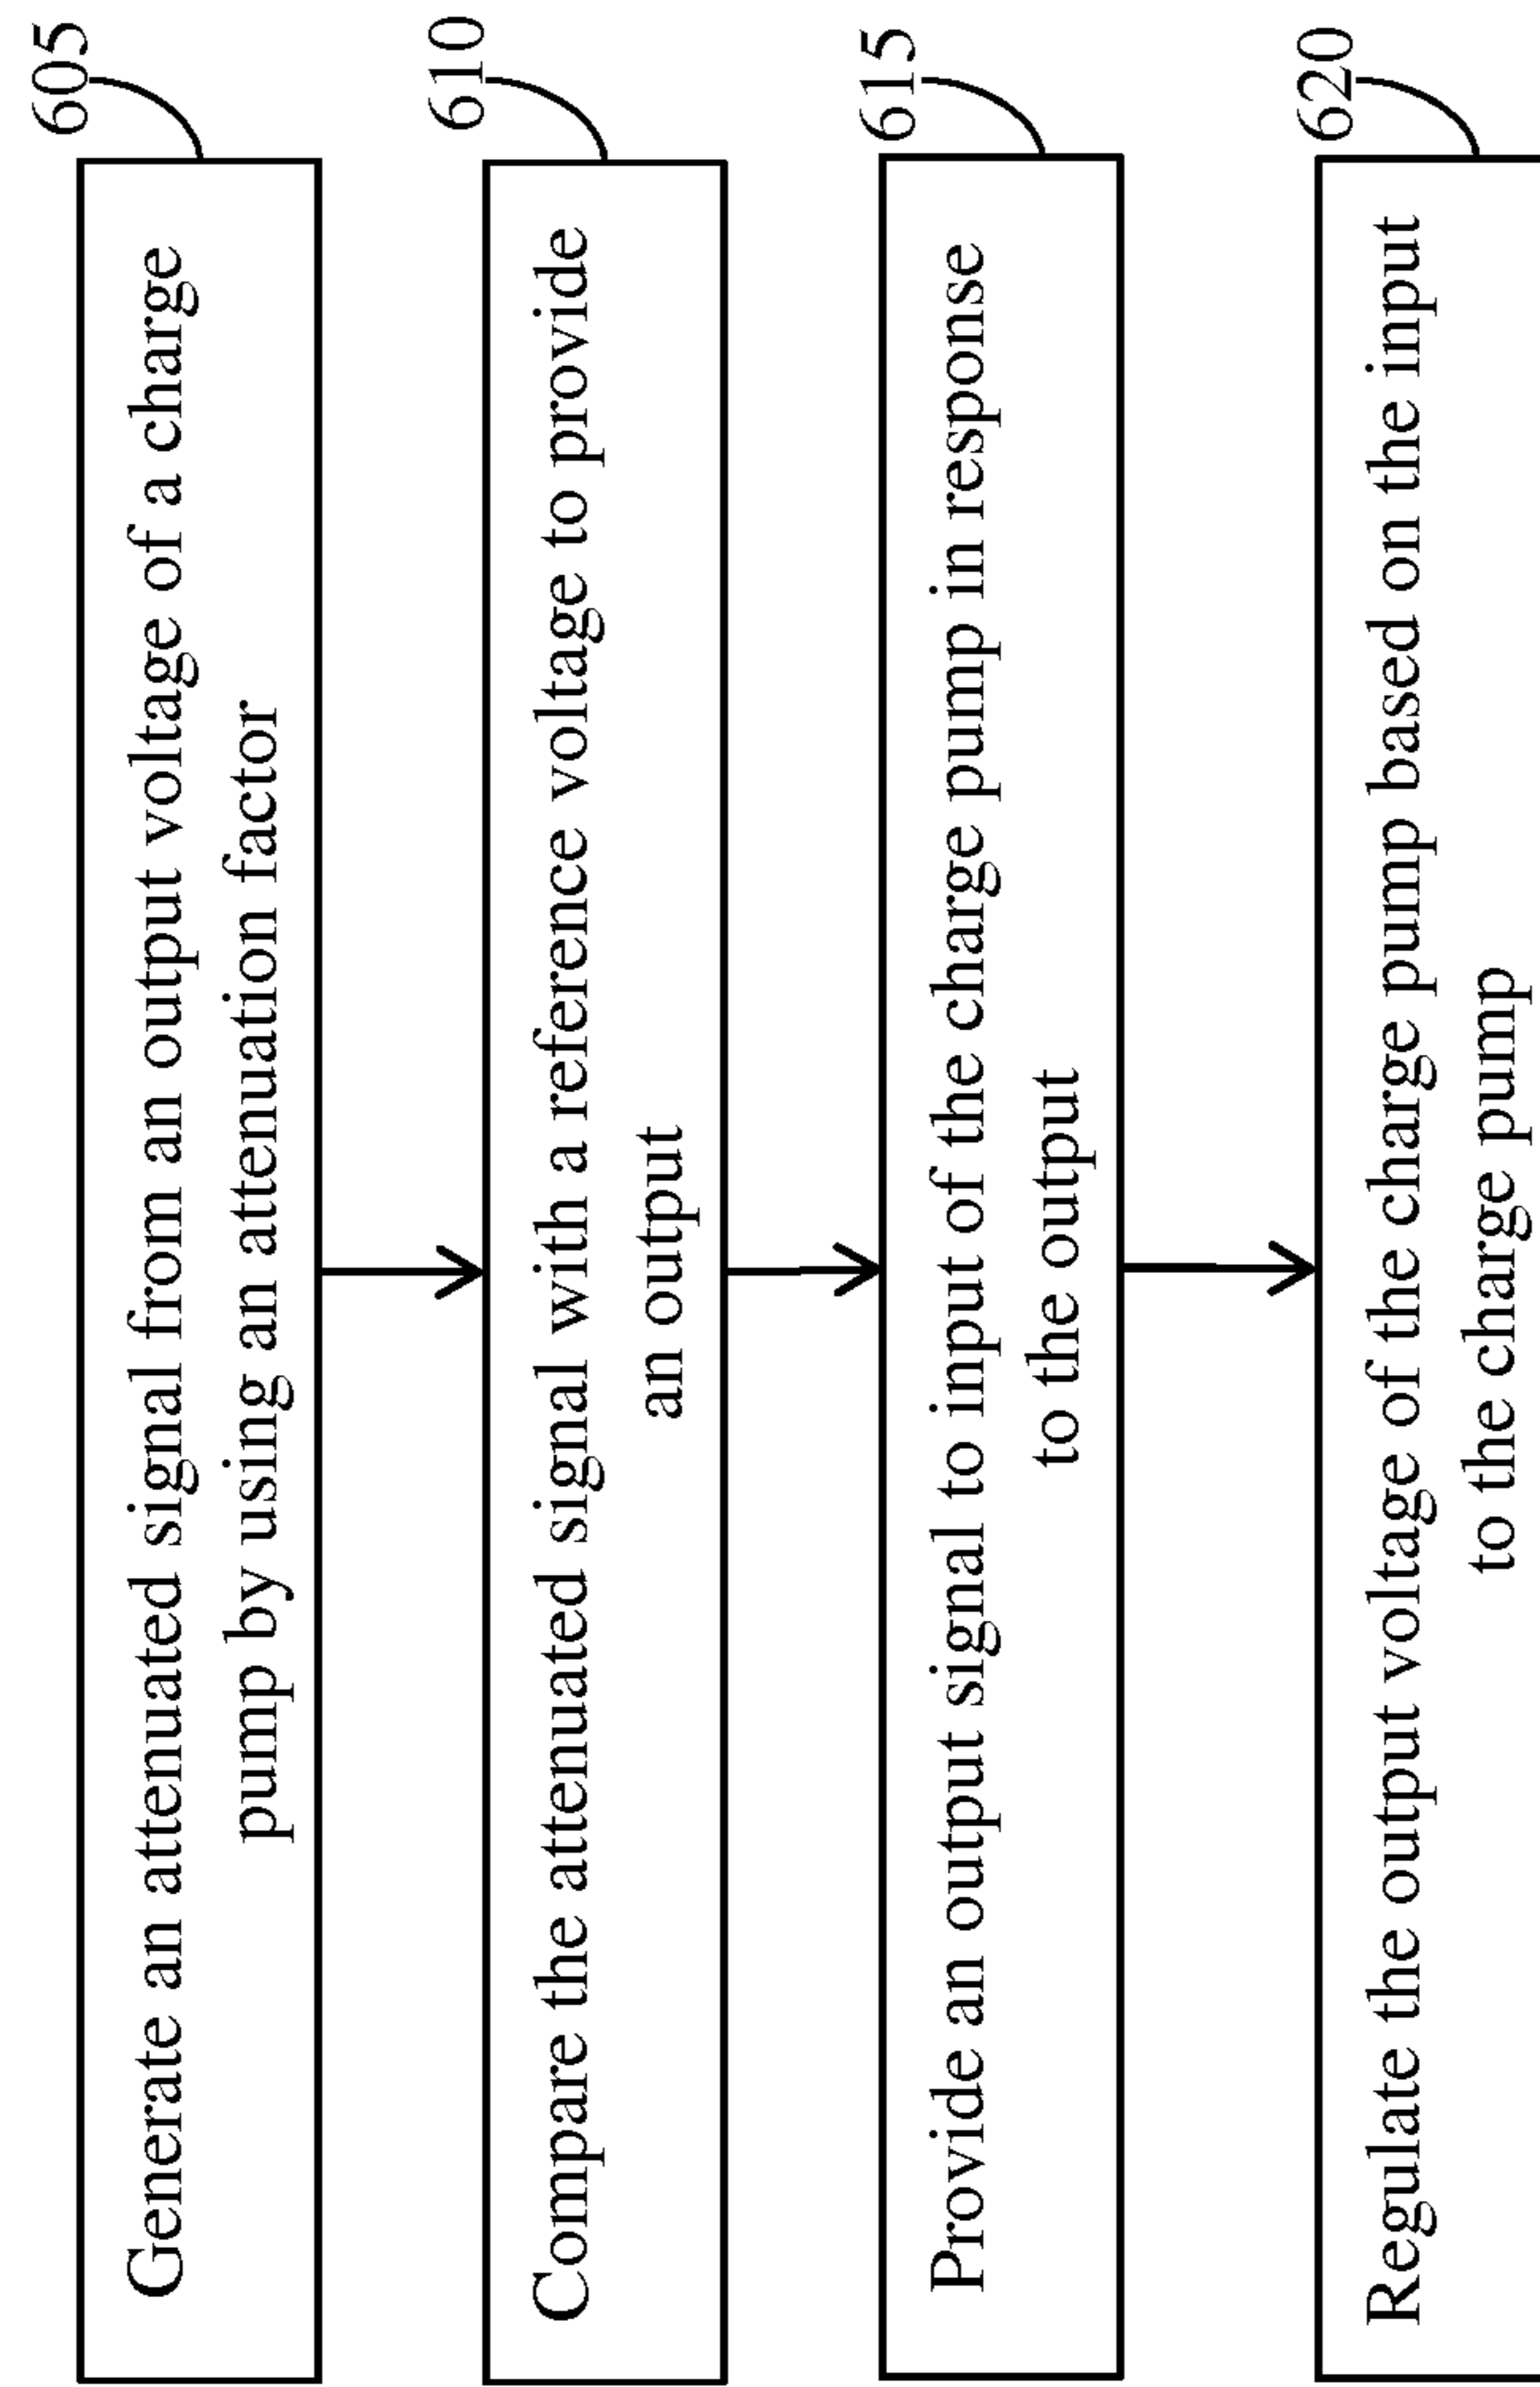 605
Generate an attenuated signal from an output voltage of a charge
pump by using an attenuation factor
610
Compare the attenuated signal with a reference voltage to provide
an output
615
Provide an output signal to input of the charge pump in response
to the output
620
Regulate the output voltage of the charge pump based on the input
to the charge pump